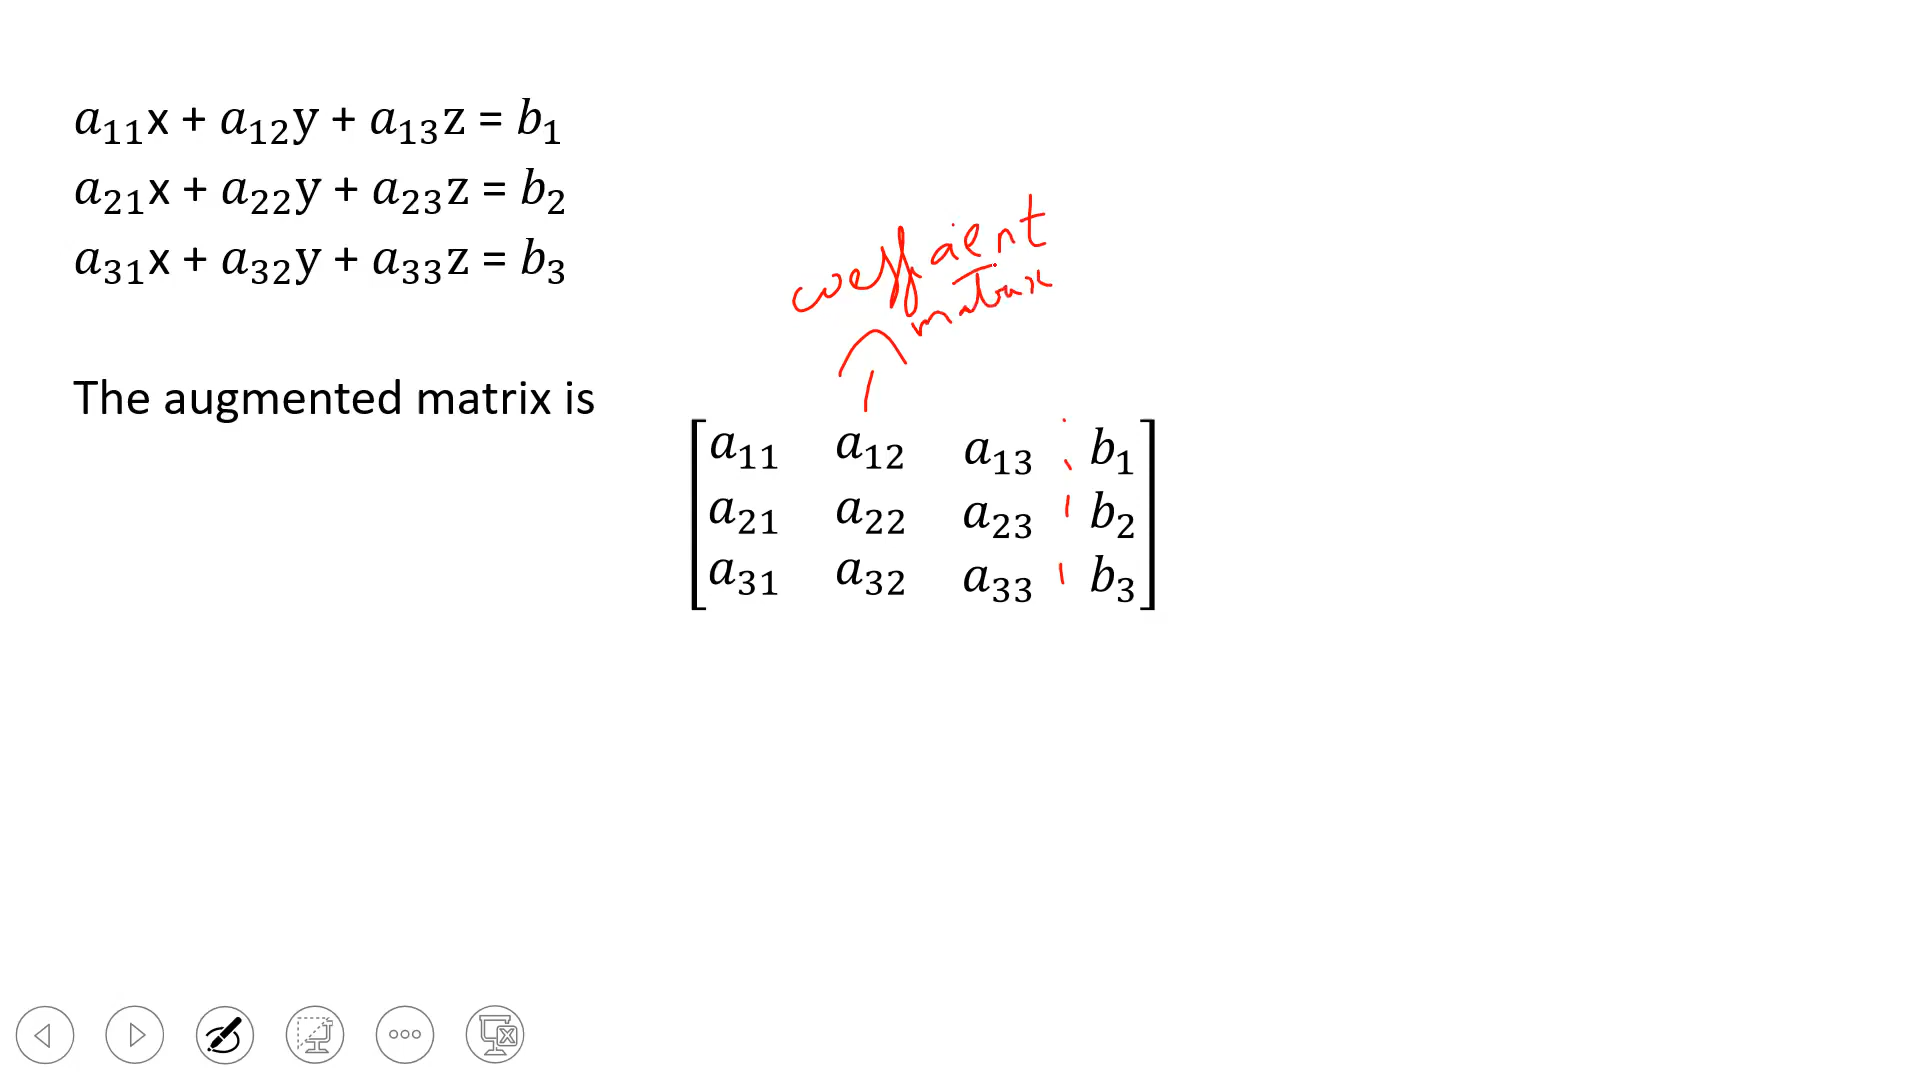 a₁₁x + a₁₂y + a₁₃z = b₁
a₂₁x + a₂₂y + a₂₃z = b₂
a₃₁x + a₃₂y + a₃₃z = b₃
coefficient
matrix
The augmented matrix is
a₁₁ a₁₂ a₁₃ b₁
a₂₁ a₂₂ a₂₃ b₂
a₃₁ a₃₂ a₃₃ b₃